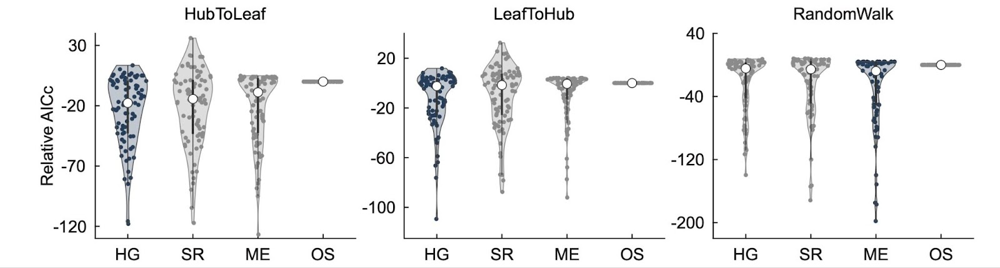 HubToLeaf
LeafToHub
RandomWalk
Relative AICc
30
-20
-70
-120
HG SR ME OS
20
-20
-60
-100
HG SR ME OS
40
-40
-120
-200
HG SR ME OS